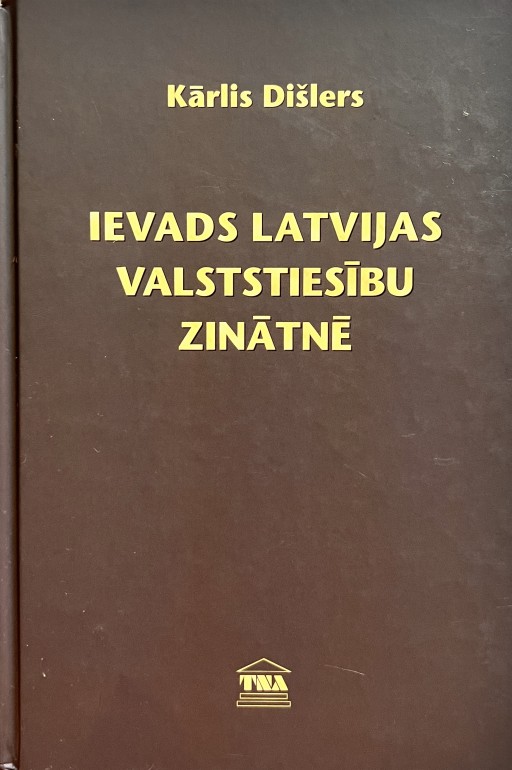 Kārlis Dišlers
IEVADS LATVIJAS
VALSTSTIESĪBU
ZINĀTNĒ
TNA